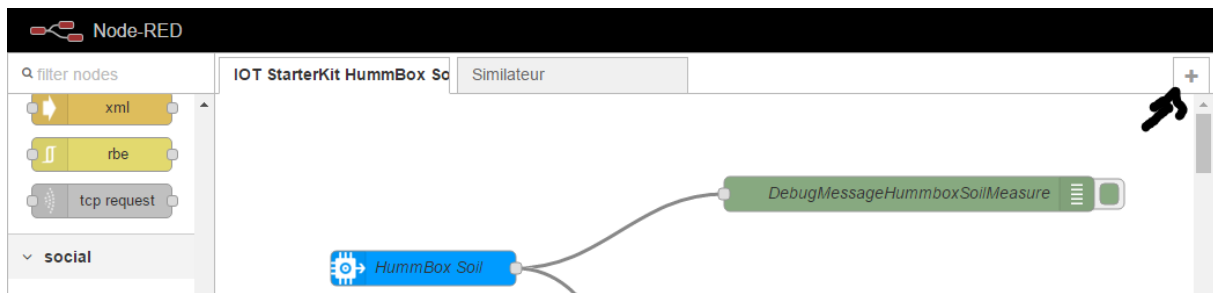 Node-RED
filter nodes
IOT StarterKit HummBox So
Similateur
+
xml
rbe
tcp request
social
DebugMessageHummboxSoilMeasure
HummBox Soil